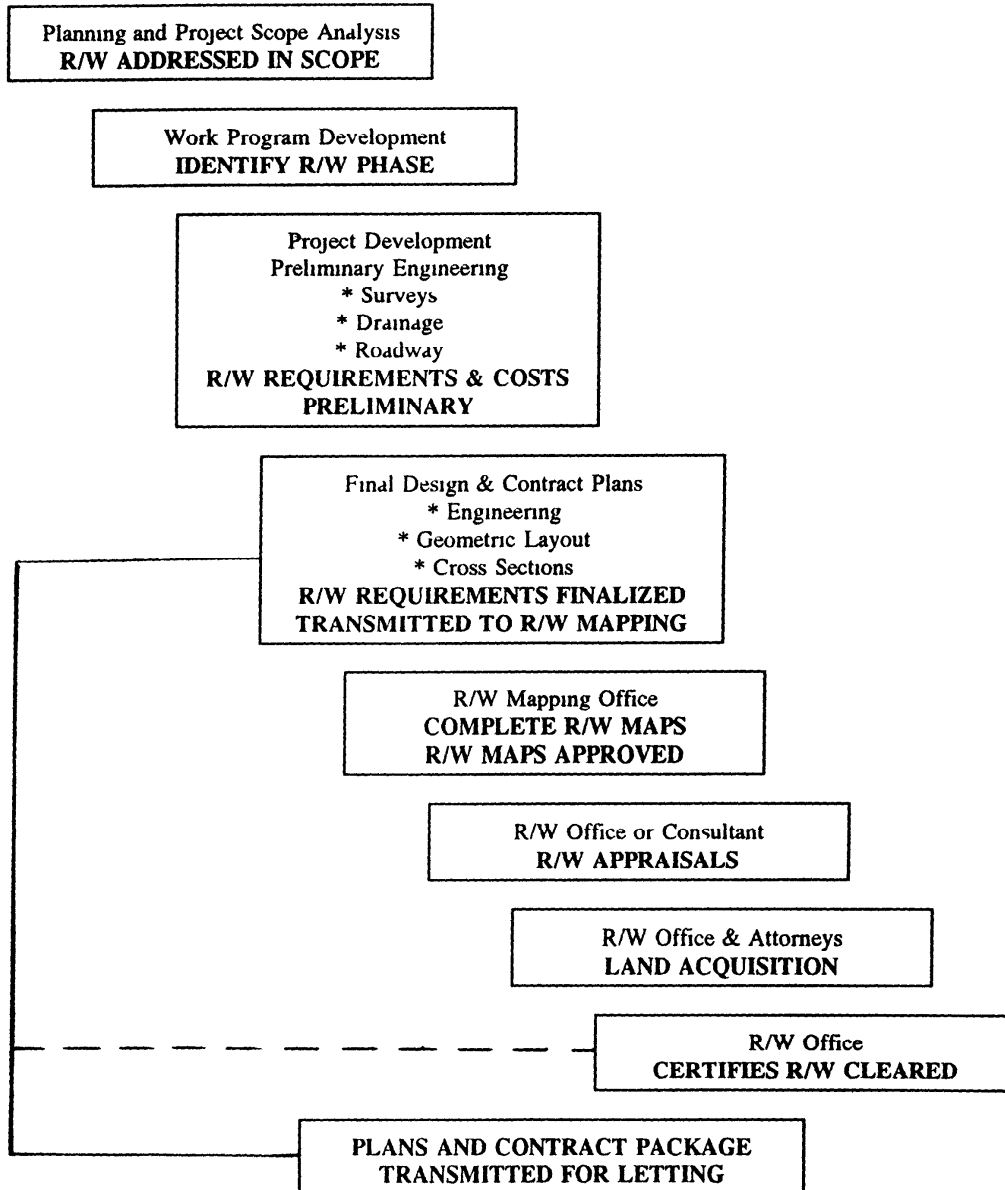 Planning and Project Scope Analysis
R/W ADDRESSED IN SCOPE
Work Program Development
IDENTIFY R/W PHASE
Project Development
Preliminary Engineering
* Surveys
* Drainage
* Roadway
R/W REQUIREMENTS & COSTS
PRELIMINARY
Final Design & Contract Plans
* Engineering
* Geometric Layout
* Cross Sections
R/W REQUIREMENTS FINALIZED
TRANSMITTED TO R/W MAPPING
R/W Mapping Office
COMPLETE R/W MAPS
R/W MAPS APPROVED
R/W Office or Consultant
R/W APPRAISALS
R/W Office & Attorneys
LAND ACQUISITION
R/W Office
CERTIFIES R/W CLEARED
PLANS AND CONTRACT PACKAGE
TRANSMITTED FOR LETTING